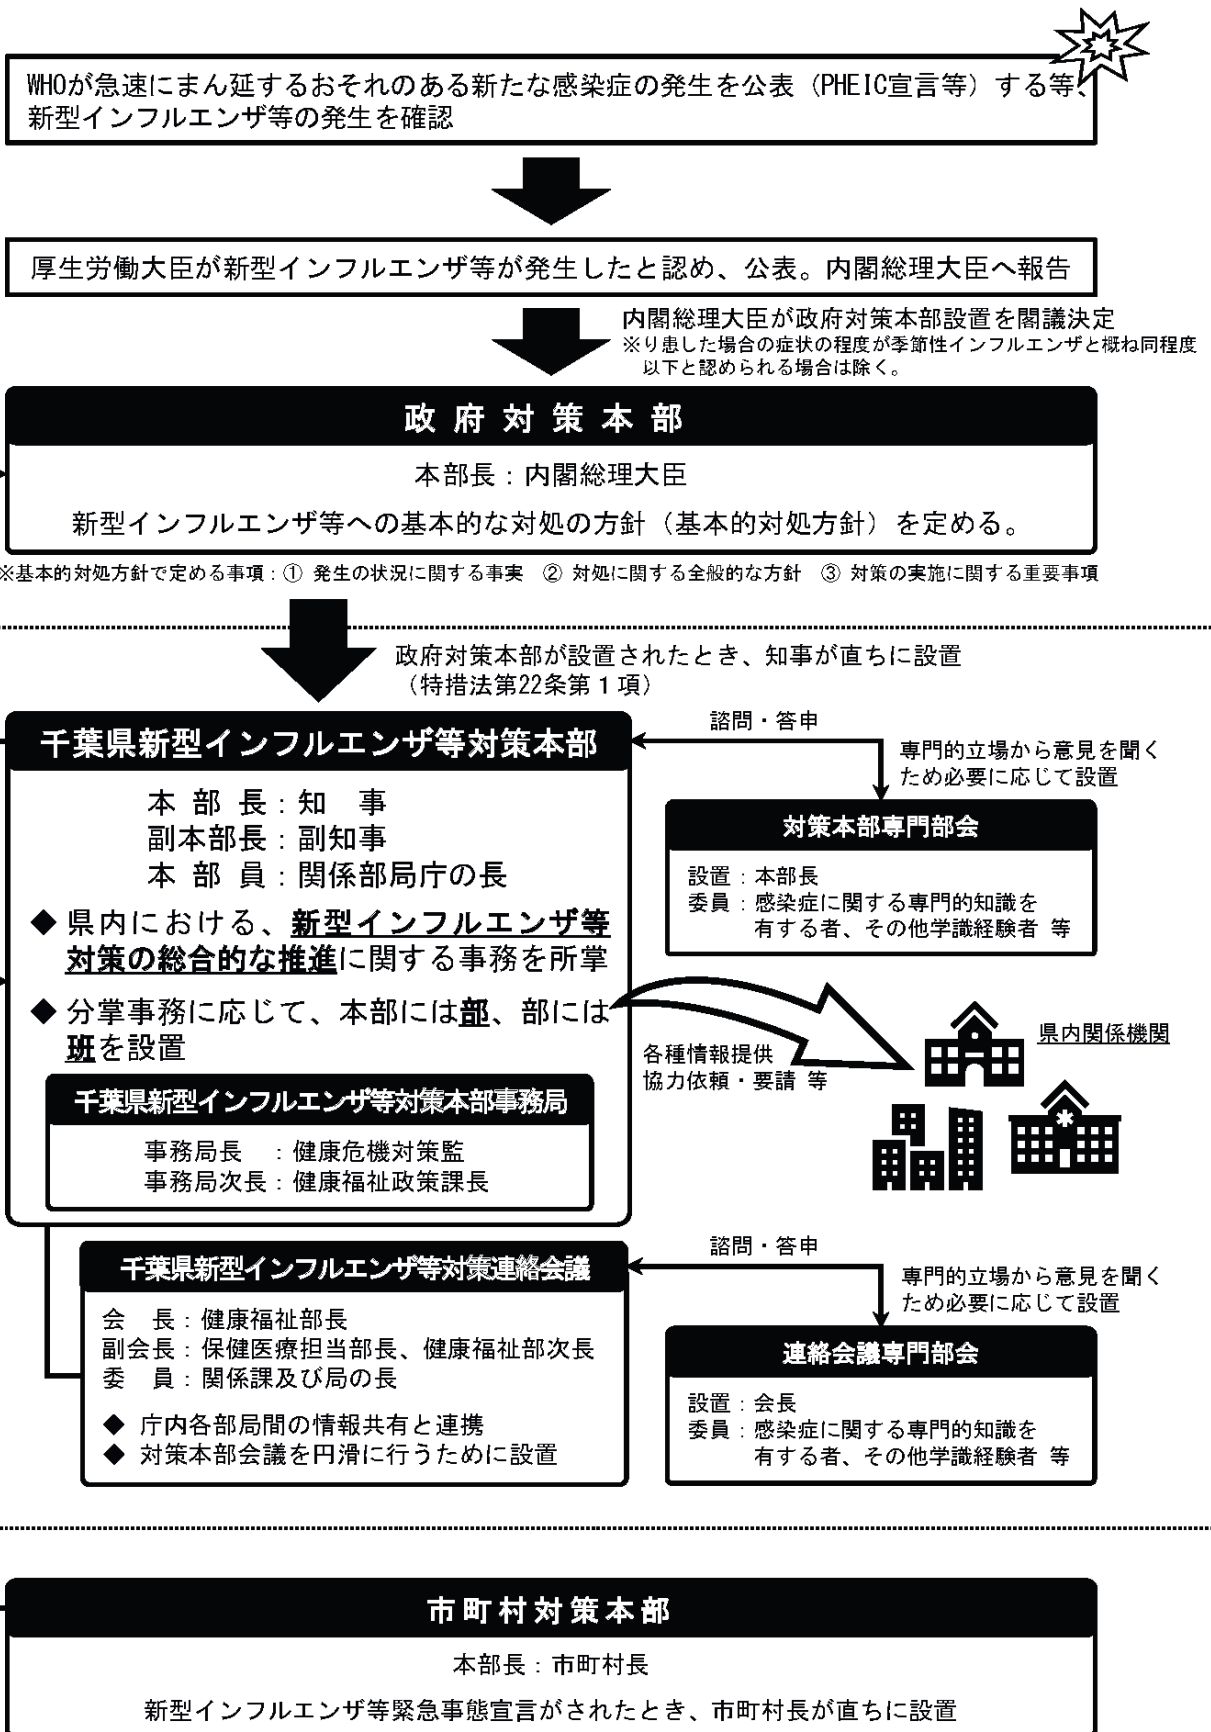 WHOが急速にまん延するおそれのある新たな感染症の発生を公表（PHEIC宣言等）する等、
新型インフルエンザ等の発生を確認
厚生労働大臣が新型インフルエンザ等が発生したと認め、公表。内閣総理大臣へ報告
内閣総理大臣が政府対策本部設置を閣議決定
※り患した場合の症状の程度が季節性インフルエンザと概ね同程度
以下と認められる場合は除く。
政府対策本部
本部長：内閣総理大臣
新型インフルエンザ等への基本的な対処の方針（基本的対処方針）を定める。
※基本的対処方針で定める事項：① 発生の状況に関する事実　② 対処に関する全般的な方針　③ 対策の実施に関する重要事項
政府対策本部が設置されたとき、知事が直ちに設置
（特措法第22条第１項）
千葉県新型インフルエンザ等対策本部
本 部 長：知　事
副本部長：副知事
本 部 員：関係部局庁の長
◆ 県内における、新型インフルエンザ等
対策の総合的な推進に関する事務を所掌
◆ 分掌事務に応じて、本部には部、部には
班を設置
千葉県新型インフルエンザ等対策本部事務局
事務局長　：健康危機対策監
事務局次長：健康福祉政策課長
諮問・答申
専門的立場から意見を聞く
ため必要に応じて設置
対策本部専門部会
設置：本部長
委員：感染症に関する専門的知識を
有する者、その他学識経験者 等
各種情報提供
協力依頼・要請 等
県内関係機関
千葉県新型インフルエンザ等対策連絡会議
会　長：健康福祉部長
副会長：保健医療担当部長、健康福祉部次長
委　員：関係課及び局の長
◆ 庁内各部局間の情報共有と連携
◆ 対策本部会議を円滑に行うために設置
諮問・答申
専門的立場から意見を聞く
ため必要に応じて設置
連絡会議専門部会
設置：会長
委員：感染症に関する専門的知識を
有する者、その他学識経験者 等
市町村対策本部
本部長：市町村長
新型インフルエンザ等緊急事態宣言がされたとき、市町村長が直ちに設置